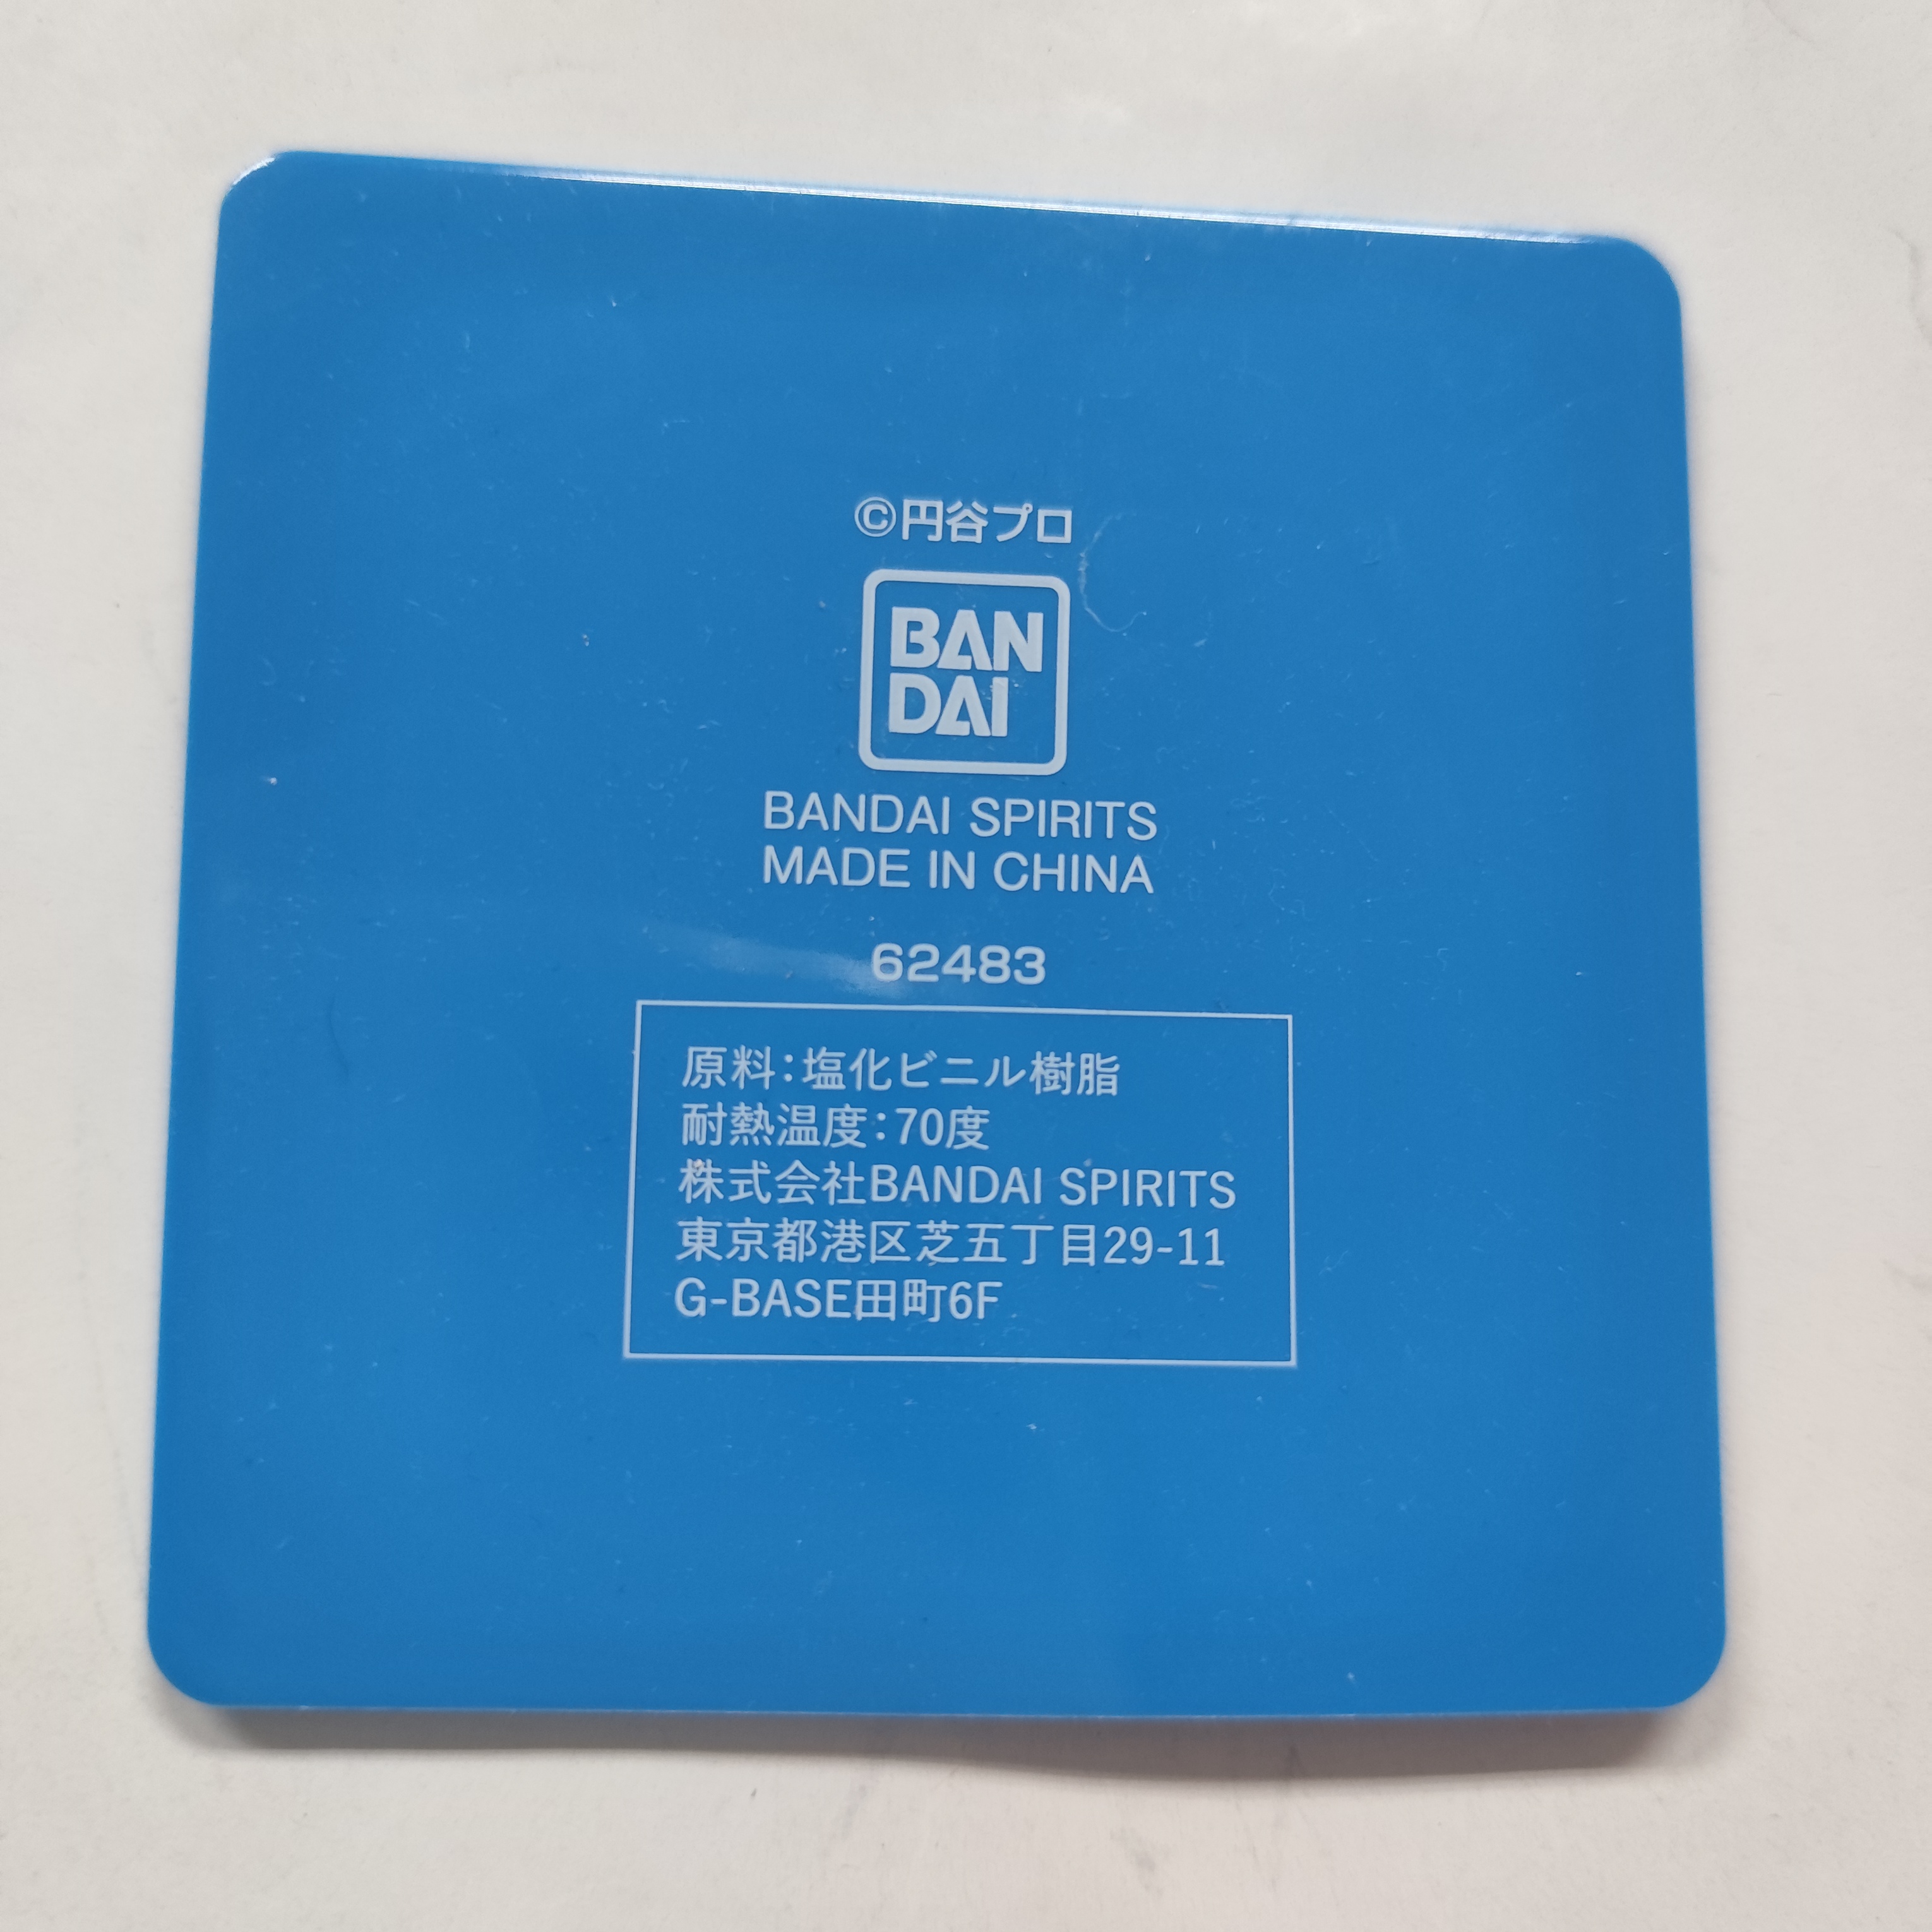 ©円谷プロ
BAN
DAI
BANDAI SPIRITS
MADE IN CHINA
62483
原料：塩化ビニル樹脂
耐熱温度：70度
株式会社BANDAI SPIRITS
東京都港区芝五丁目29-11
G-BASE田町6F